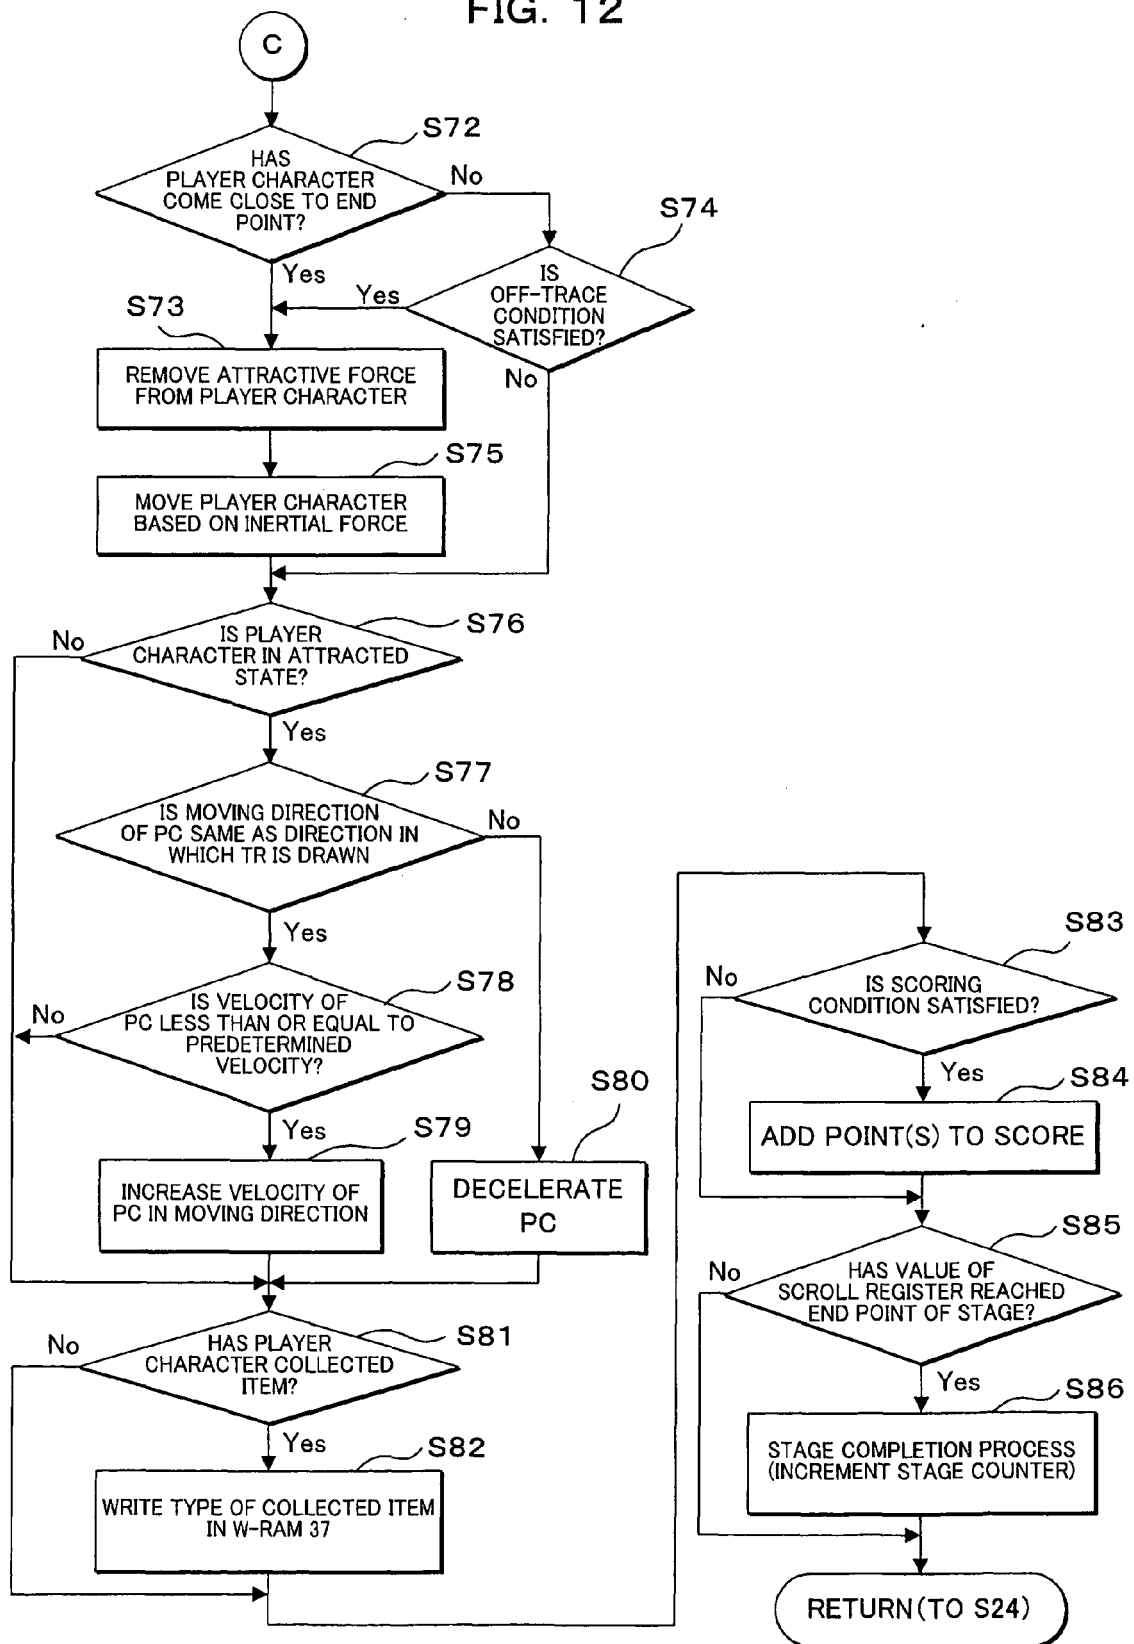 FIG. 12
C
S72
HAS
PLAYER CHARACTER
COME CLOSE TO END
POINT?
No
Yes
S74
IS
OFF-TRACE
CONDITION
SATISFIED?
Yes
No
S73
REMOVE ATTRACTIVE FORCE
FROM PLAYER CHARACTER
S75
MOVE PLAYER CHARACTER
BASED ON INERTIAL FORCE
S76
IS PLAYER
CHARACTER IN ATTRACTED
STATE?
No
Yes
S77
IS MOVING DIRECTION
OF PC SAME AS DIRECTION IN
WHICH TR IS DRAWN
No
Yes
S78
IS VELOCITY OF
PC LESS THAN OR EQUAL TO
PREDETERMINED
VELOCITY?
No
Yes
S79
INCREASE VELOCITY OF
PC IN MOVING DIRECTION
S80
DECELERATE
PC
S81
HAS PLAYER
CHARACTER COLLECTED
ITEM?
No
Yes
S82
WRITE TYPE OF COLLECTED ITEM
IN W-RAM 37
S83
IS SCORING
CONDITION SATISFIED?
No
Yes
S84
ADD POINT(S) TO SCORE
S85
HAS VALUE OF
SCROLL REGISTER REACHED
END POINT OF STAGE?
No
Yes
S86
STAGE COMPLETION PROCESS
(INCREMENT STAGE COUNTER)
RETURN(TO S24)